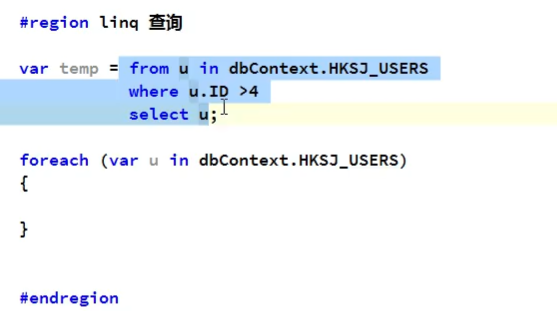 #region linq 查询
var temp = from u in dbContext.HKSJ_USERS
where u.ID >4
select u;
foreach (var u in dbContext.HKSJ_USERS)
{
}
#endregion